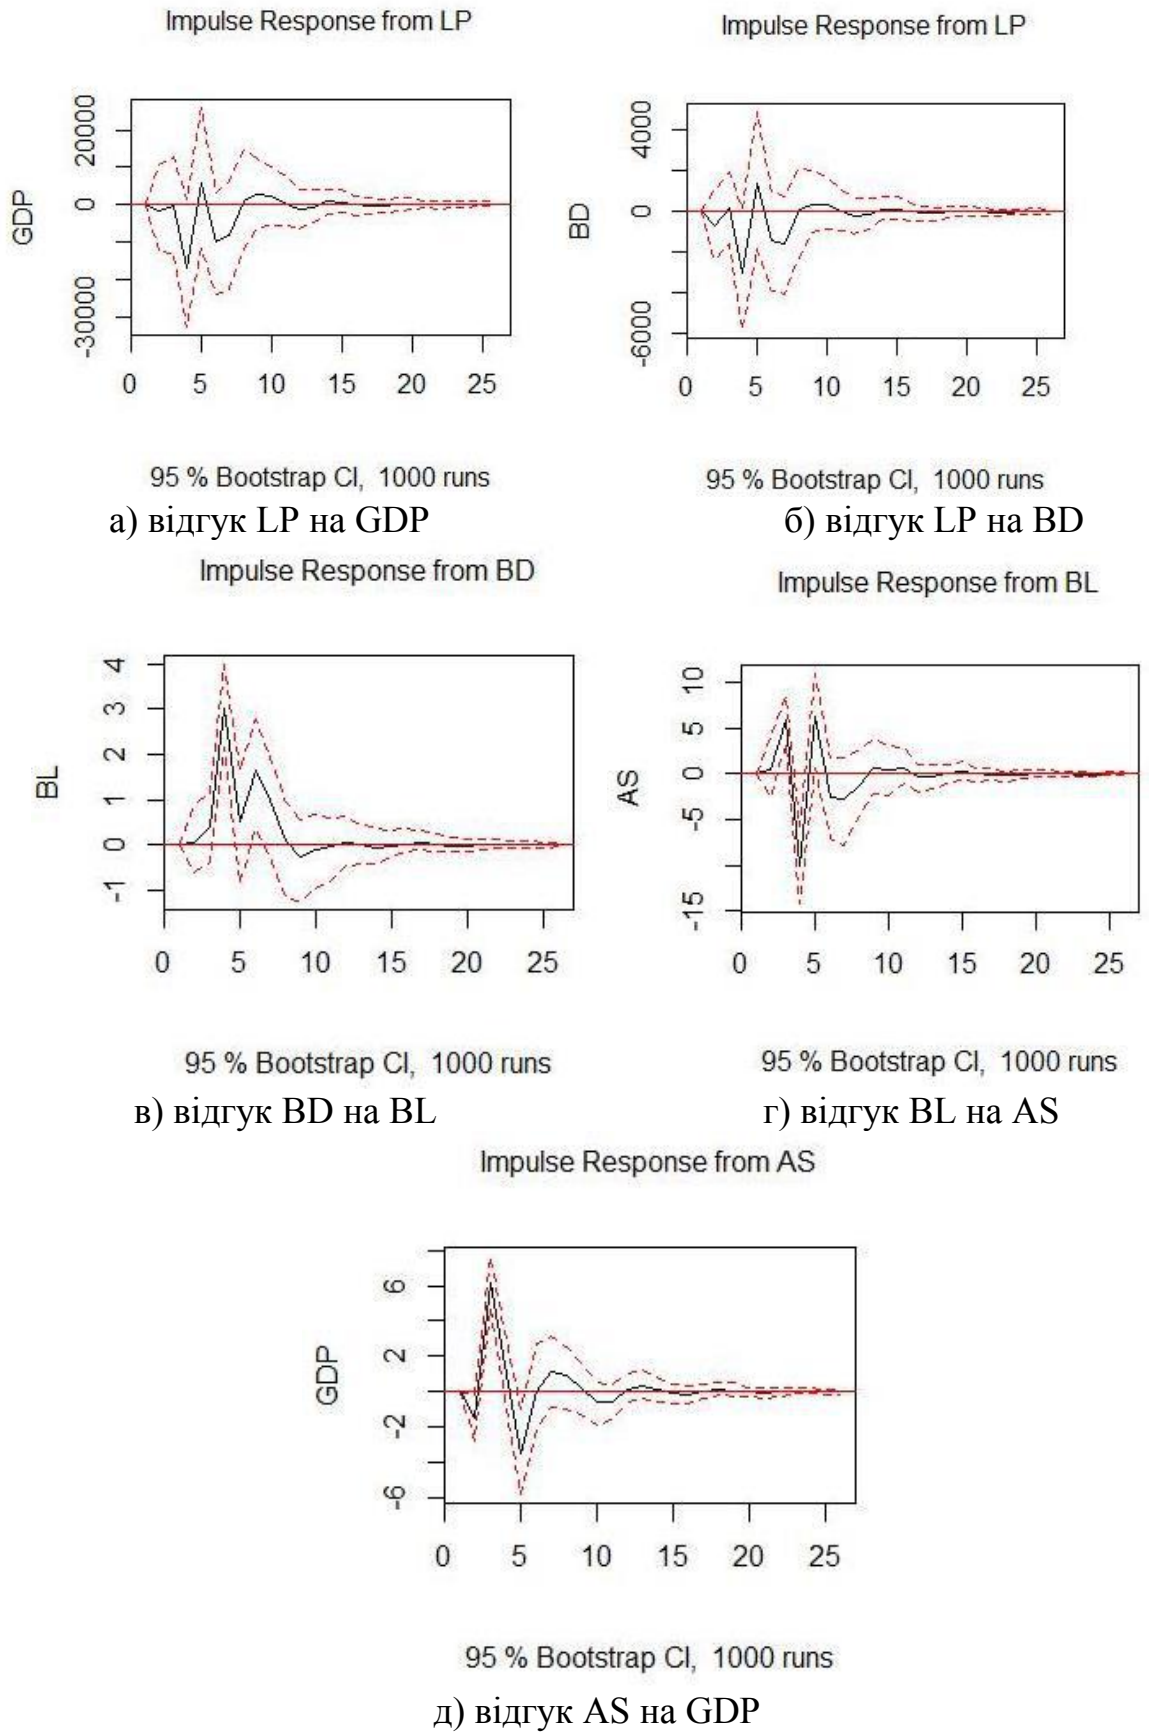 Impulse Response from LP
GDP
20000
0
-30000
0 5 10 15 20 25
95 % Bootstrap CI, 1000 runs
а) відгук LP на GDP
Impulse Response from LP
BD
4000
0
-6000
0 5 10 15 20 25
95 % Bootstrap CI, 1000 runs
б) відгук LP на BD
Impulse Response from BD
BL
4
3
2
1
0
-1
0 5 10 15 20 25
95 % Bootstrap CI, 1000 runs
в) відгук BD на BL
Impulse Response from BL
AS
10
5
0
-5
-15
0 5 10 15 20 25
95 % Bootstrap CI, 1000 runs
г) відгук BL на AS
Impulse Response from AS
GDP
6
2
-2
-6
0 5 10 15 20 25
95 % Bootstrap CI, 1000 runs
д) відгук AS на GDP